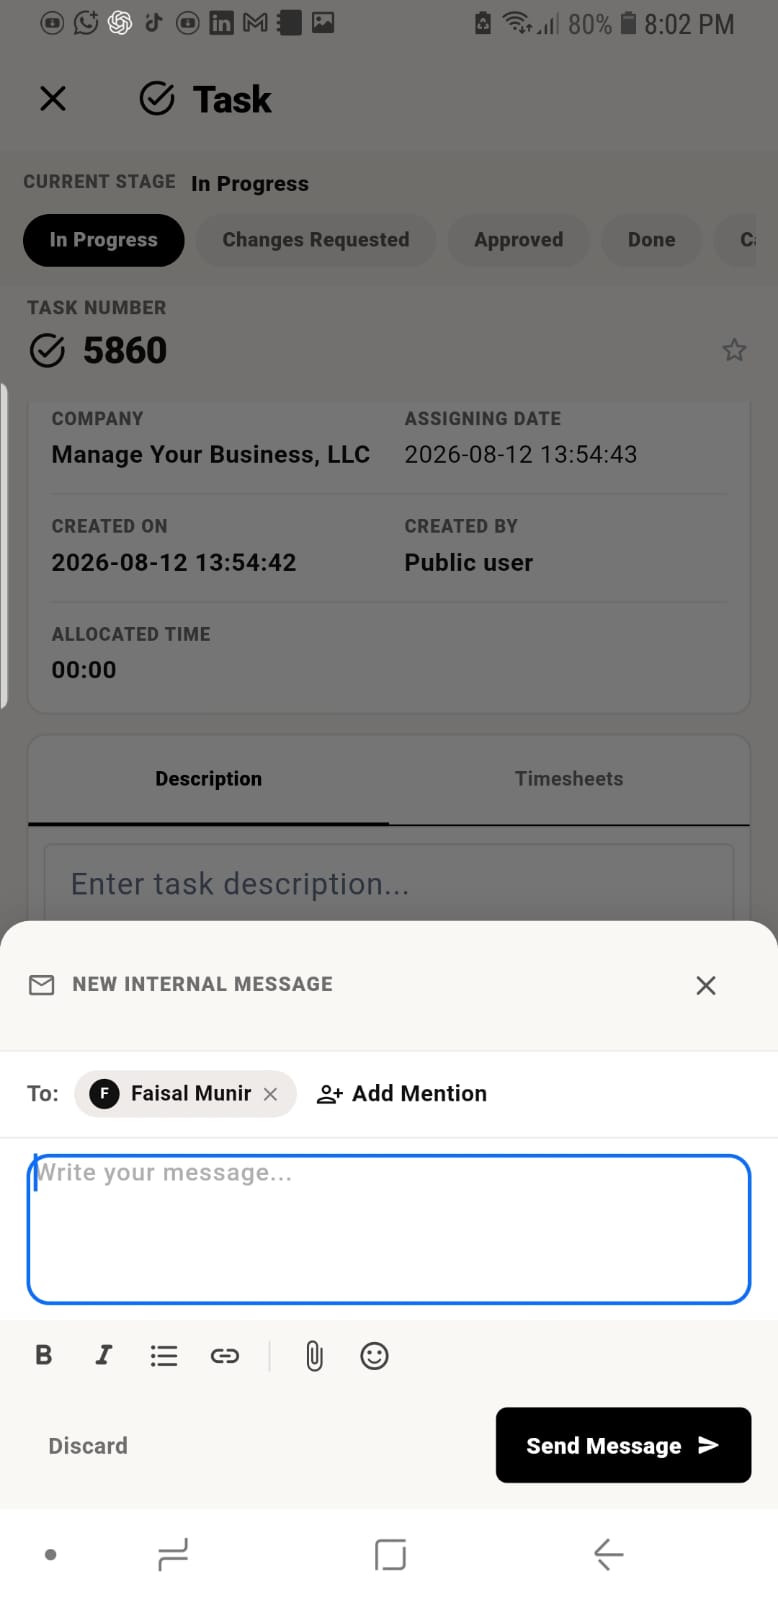 80% 8:02 PM
Task
CURRENT STAGE In Progress
In Progress Changes Requested Approved Done
TASK NUMBER
5860
COMPANY ASSIGNING DATE
Manage Your Business, LLC 2026-08-12 13:54:43
CREATED ON CREATED BY
2026-08-12 13:54:42 Public user
ALLOCATED TIME
00:00
Description Timesheets
Enter task description...
NEW INTERNAL MESSAGE
To: F Faisal Munir Add Mention
Write your message...
B I
Discard Send Message